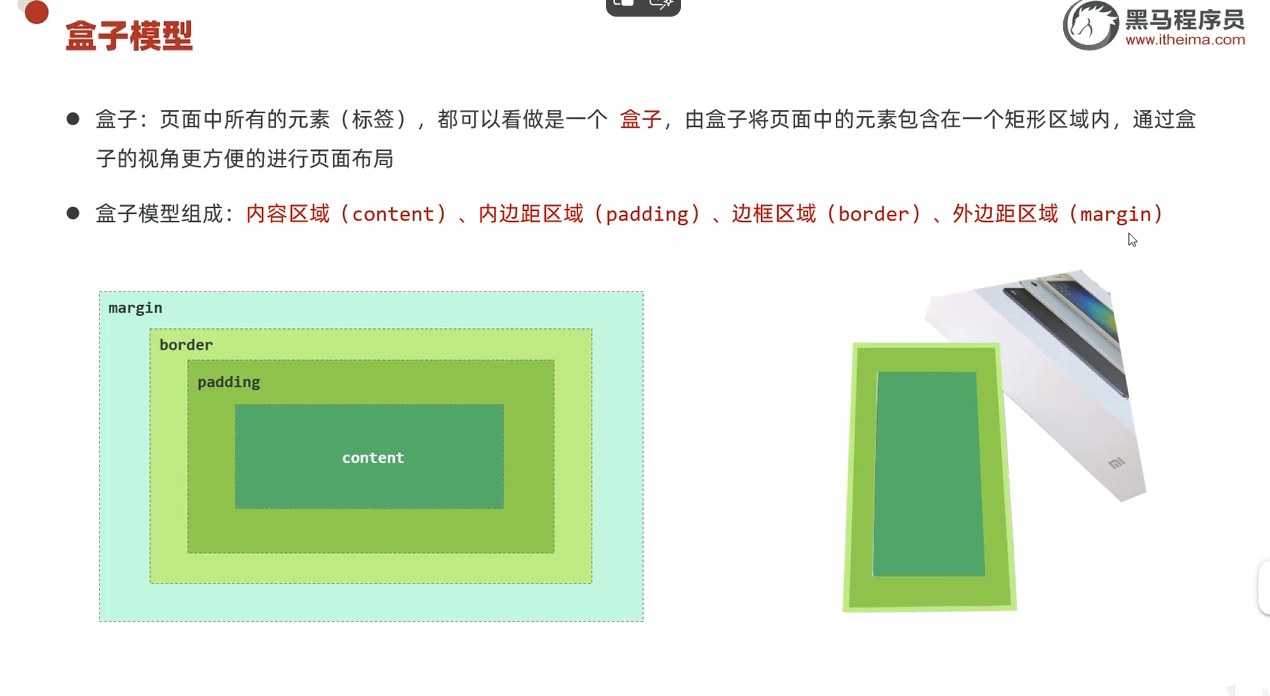 盒子模型
黑马程序员
www.itheima.com
盒子：页面中所有的元素（标签），都可以看做是一个 盒子，由盒子将页面中的元素包含在一个矩形区域内，通过盒
子的视角更方便的进行页面布局
盒子模型组成：内容区域（content）、内边距区域（padding）、边框区域（border）、外边距区域（margin）
margin
border
padding
content